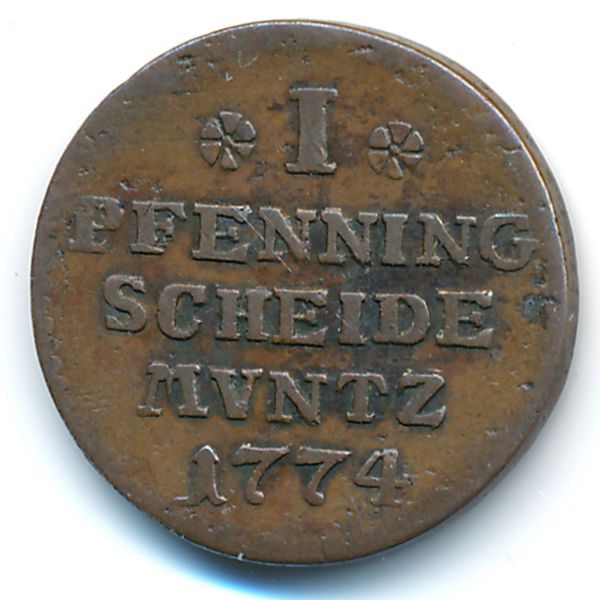 I
PFENNING
SCHEIDE
MVNTZ
1774